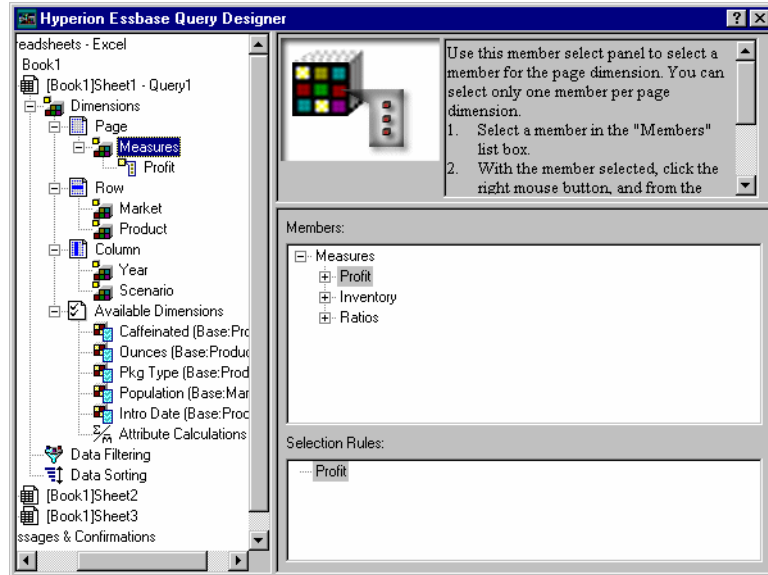 Hyperion Essbase Query Designer
readsheets - Excel
Book1
[Book1]Sheet1 - Query1
Dimensions
Page
Measures
Profit
Row
Market
Product
Column
Year
Scenario
Available Dimensions
Caffeinated (Base:Pro
Ounces (Base:Produc
Pkg Type (Base:Prod
Population (Base:Mar
Intro Date (Base:Proc
Attribute Calculations
Data Filtering
Data Sorting
[Book1]Sheet2
[Book1]Sheet3
ssages & Confirmations
Use this member select panel to select a
member for the page dimension. You can
select only one member per page
dimension.
1. Select a member in the "Members"
list box.
2. With the member selected, click the
right mouse button, and from the
Members:
Measures
Profit
Inventory
Ratios
Selection Rules:
Profit